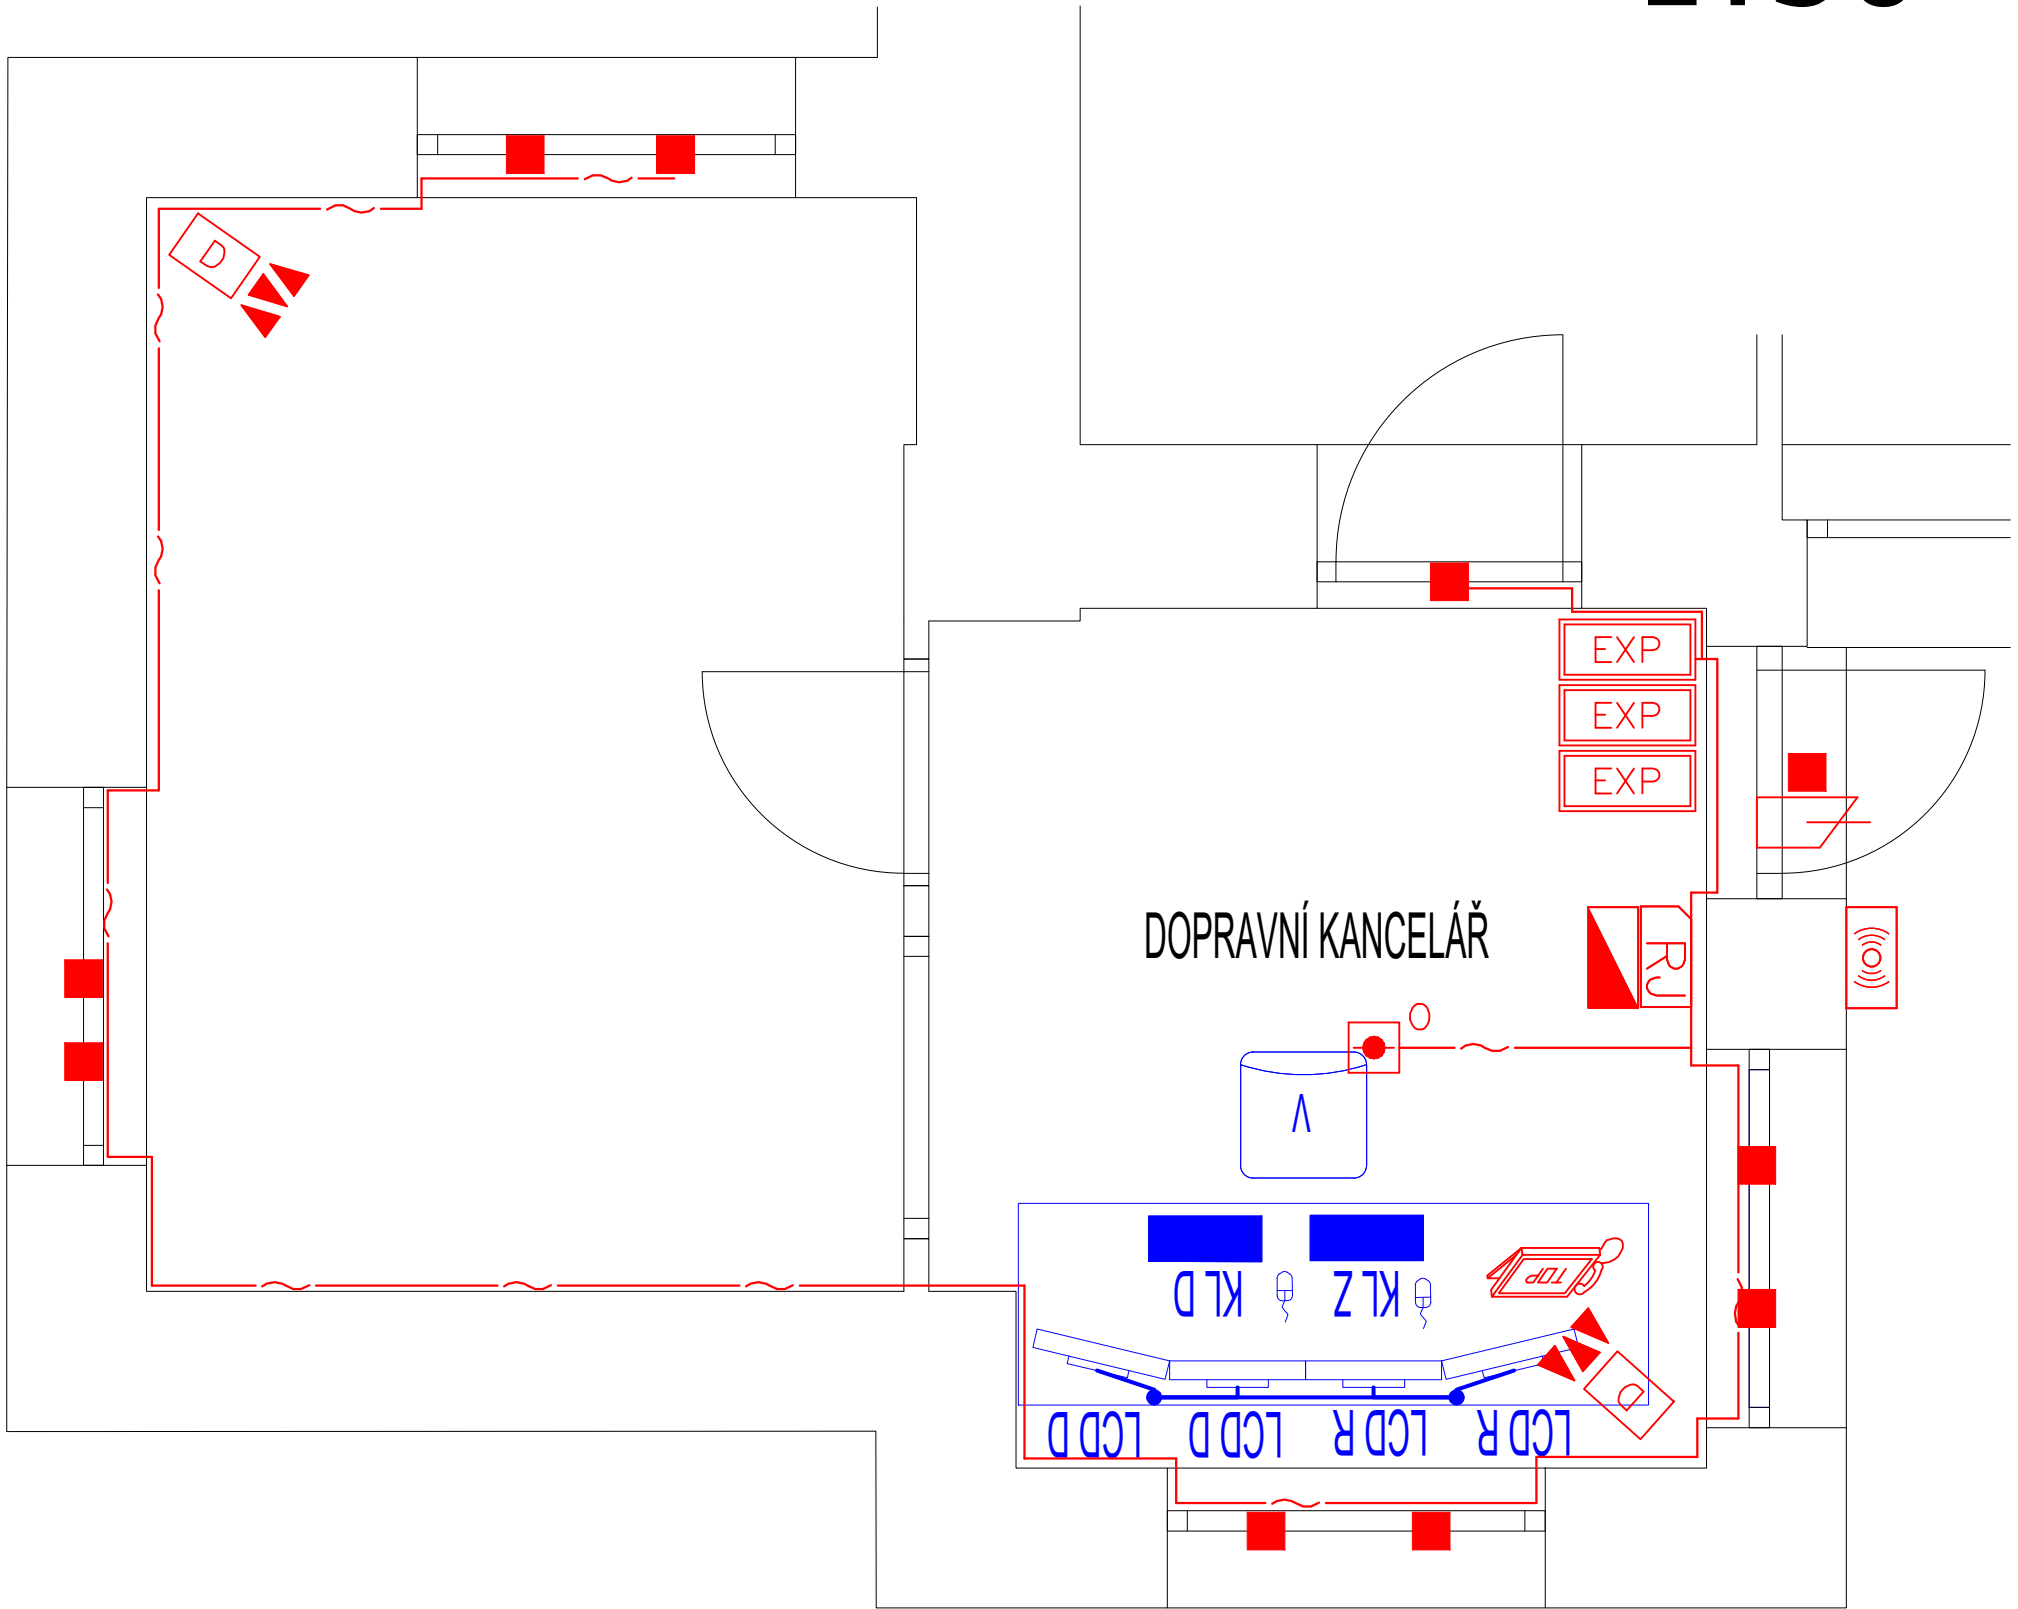 D
EXP
EXP
EXP
DOPRAVNÍ KANCELÁŘ
RJ
O
V
KL D
KL Z
TOP
D
LCD D
LCD D
LCD R
LCD R